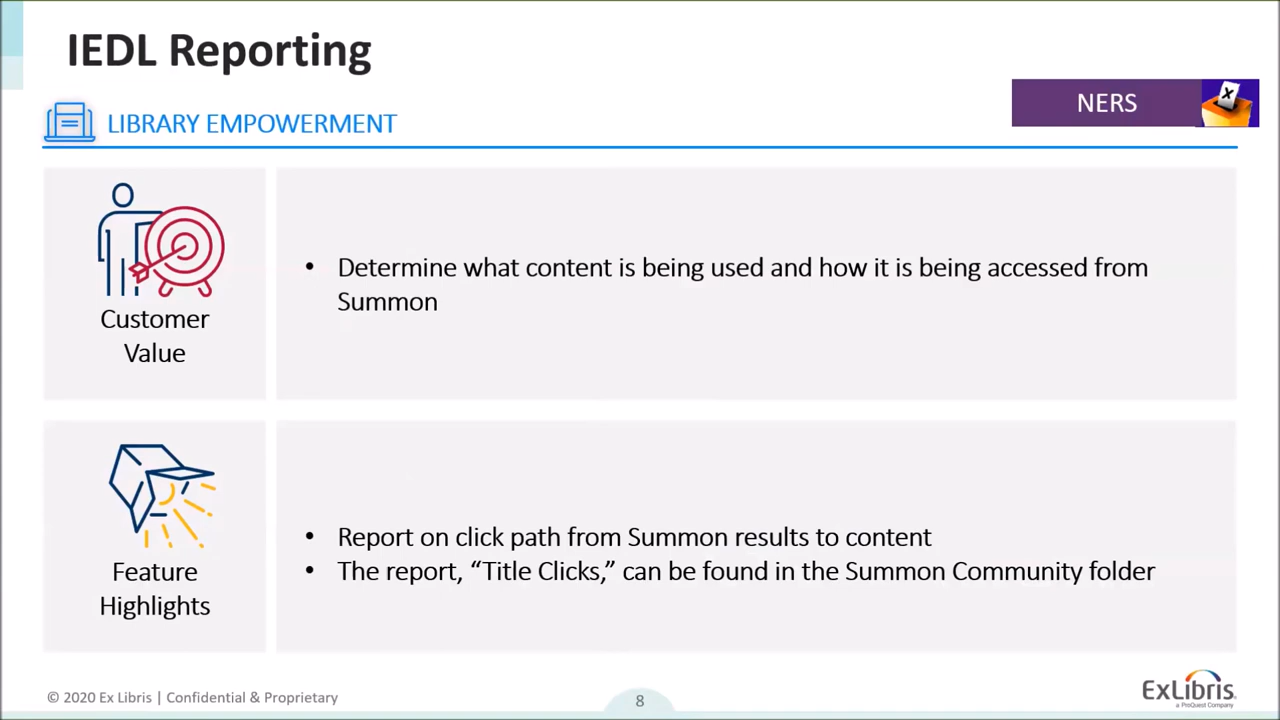 IEDL Reporting
LIBRARY EMPOWERMENT
NERS
X
Customer
Value
• Determine what content is being used and how it is being accessed from
Summon
Feature
Highlights
• Report on click path from Summon results to content
• The report, “Title Clicks,” can be found in the Summon Community folder
© 2020 Ex Libris | Confidential & Proprietary
8
ExLibris
a ProQuest Company